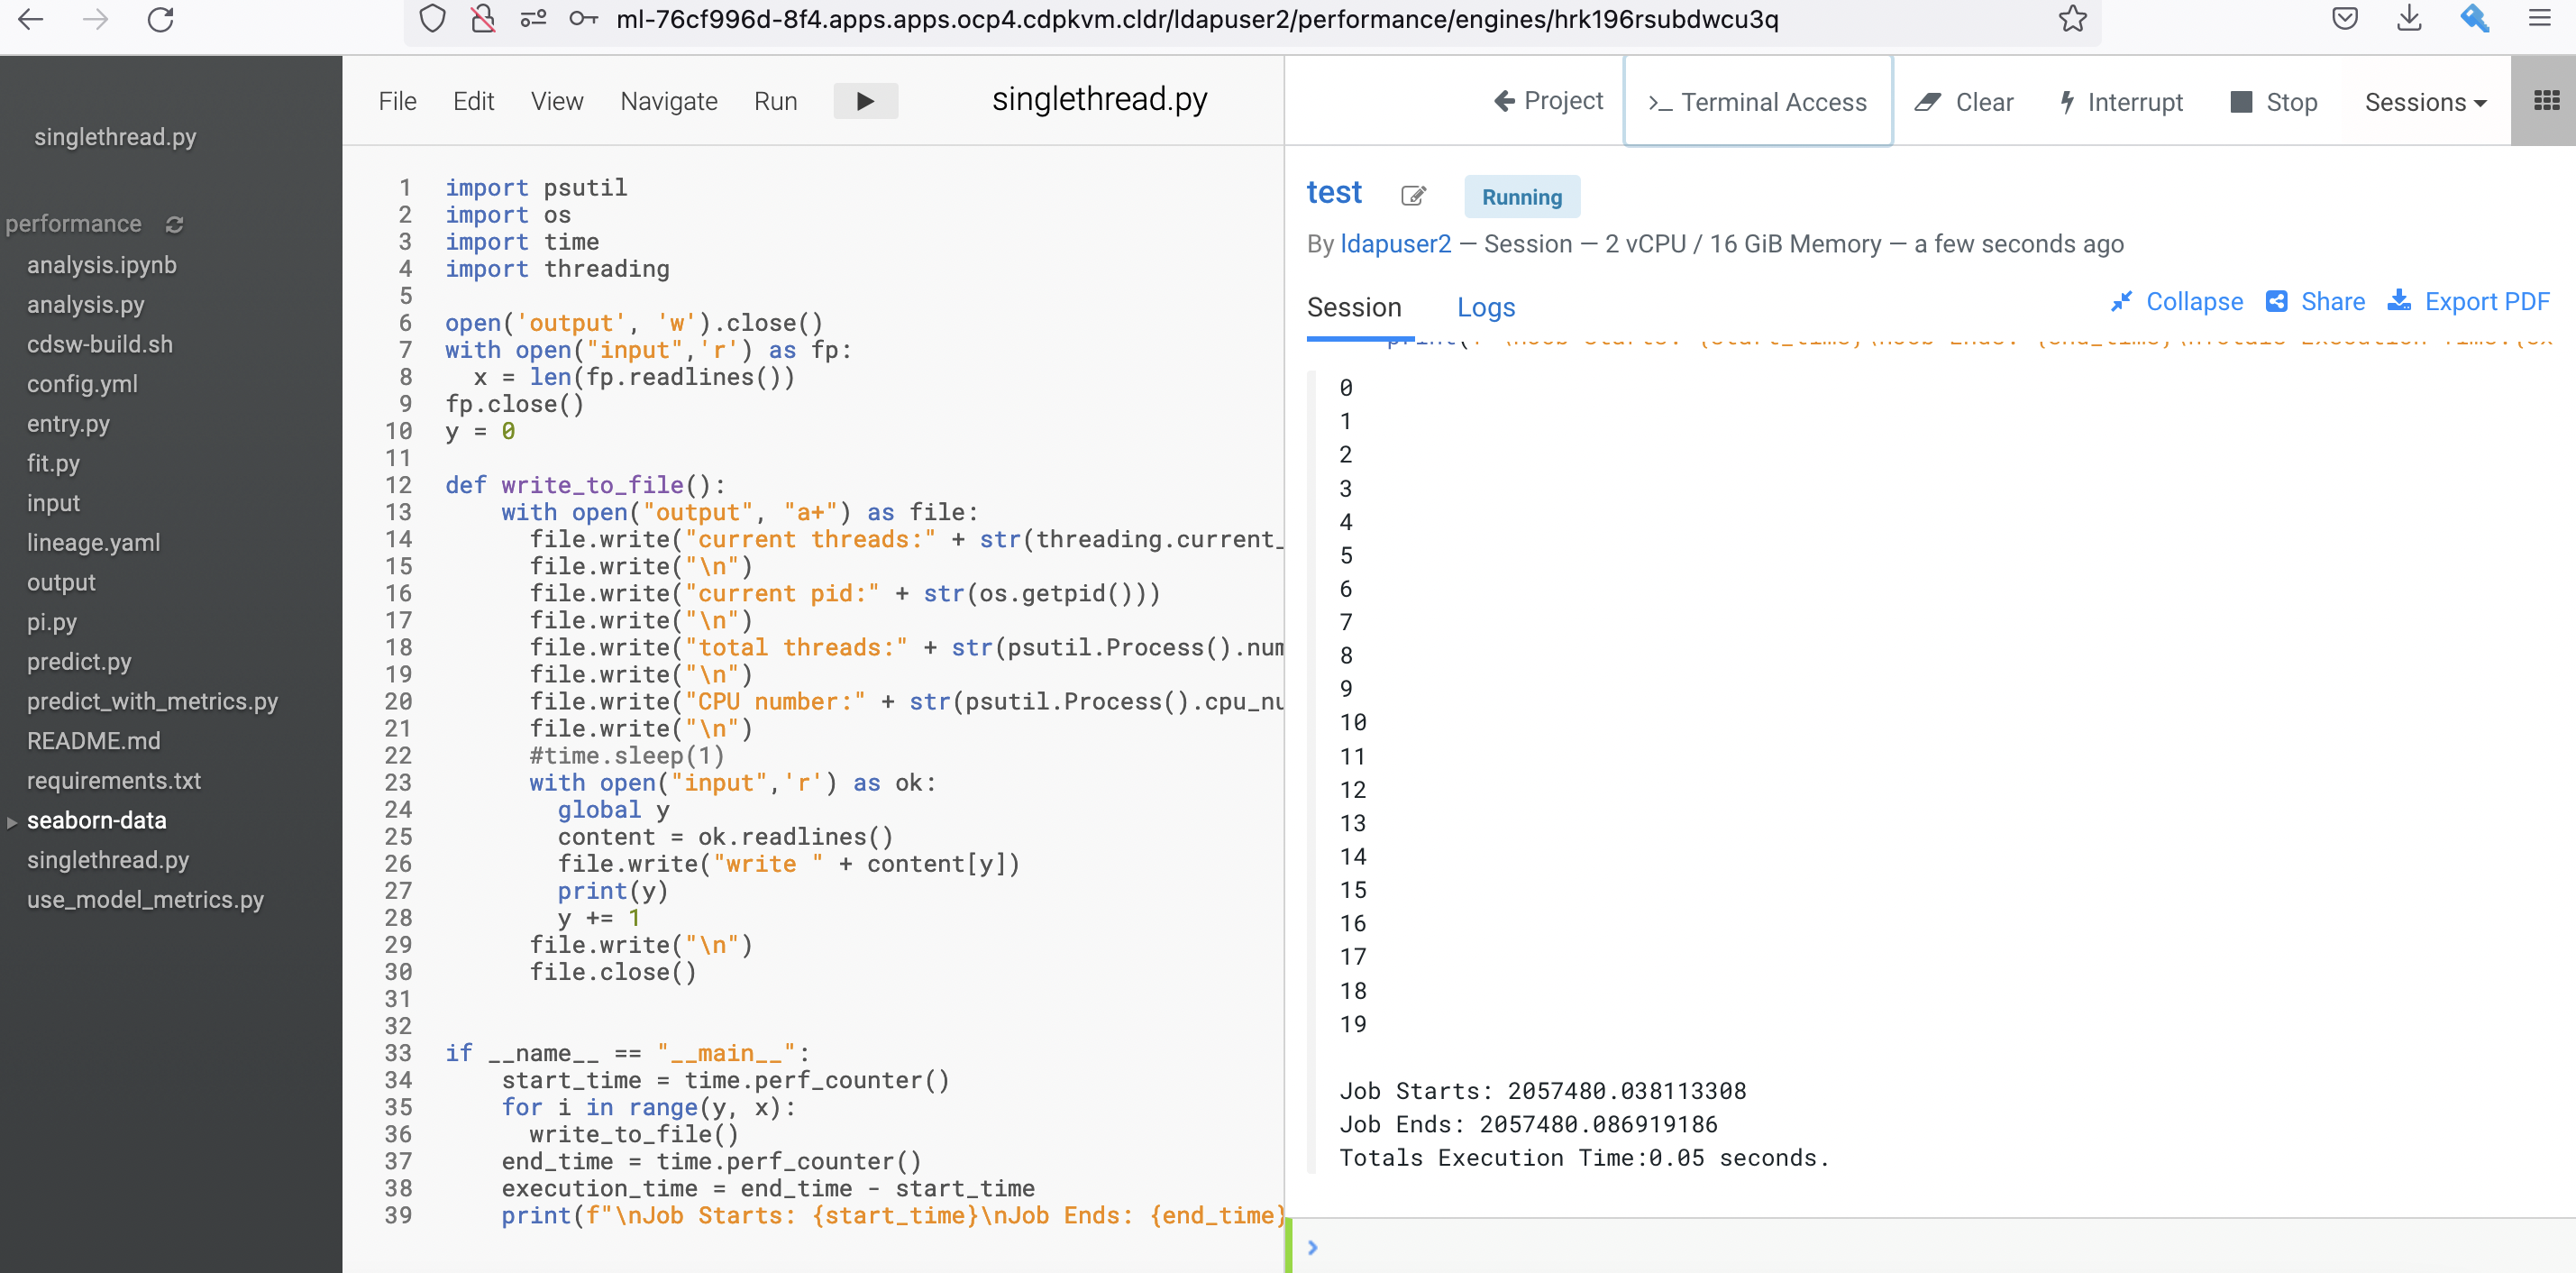 ml-76cf996d-8f4.apps.apps.ocp4.cdpkvm.cldr/ldapuser2/performance/engines/hrk196rsubdwcu3q
singlethread.py
performance
analysis.ipynb
analysis.py
cdsw-build.sh
config.yml
entry.py
fit.py
input
lineage.yaml
output
pi.py
predict.py
predict_with_metrics.py
README.md
requirements.txt
seaborn-data
singlethread.py
use_model_metrics.py
File Edit View Navigate Run singlethread.py
1 import psutil
2 import os
3 import time
4 import threading
5
6 open('output', 'w').close()
7 with open("input",'r') as fp:
8   x = len(fp.readlines())
9 fp.close()
10 y = 0
11
12 def write_to_file():
13     with open("output", "a+") as file:
14       file.write("current threads:" + str(threading.current_
15       file.write("\n")
16       file.write("current pid:" + str(os.getpid()))
17       file.write("\n")
18       file.write("total threads:" + str(psutil.Process().num
19       file.write("\n")
20       file.write("CPU number:" + str(psutil.Process().cpu_nu
21       file.write("\n")
22       #time.sleep(1)
23       with open("input",'r') as ok:
24         global y
25         content = ok.readlines()
26         file.write("write " + content[y])
27         print(y)
28         y += 1
29       file.write("\n")
30       file.close()
31
32
33 if __name__ == "__main__":
34     start_time = time.perf_counter()
35     for i in range(y, x):
36       write_to_file()
37     end_time = time.perf_counter()
38     execution_time = end_time - start_time
39     print(f"\nJob Starts: {start_time}\nJob Ends: {end_time}
Project >_ Terminal Access Clear Interrupt Stop Sessions
test Running
By ldapuser2 — Session — 2 vCPU / 16 GiB Memory — a few seconds ago
Session Logs Collapse Share Export PDF
0
1
2
3
4
5
6
7
8
9
10
11
12
13
14
15
16
17
18
19
Job Starts: 2057480.038113308
Job Ends: 2057480.086919186
Totals Execution Time:0.05 seconds.